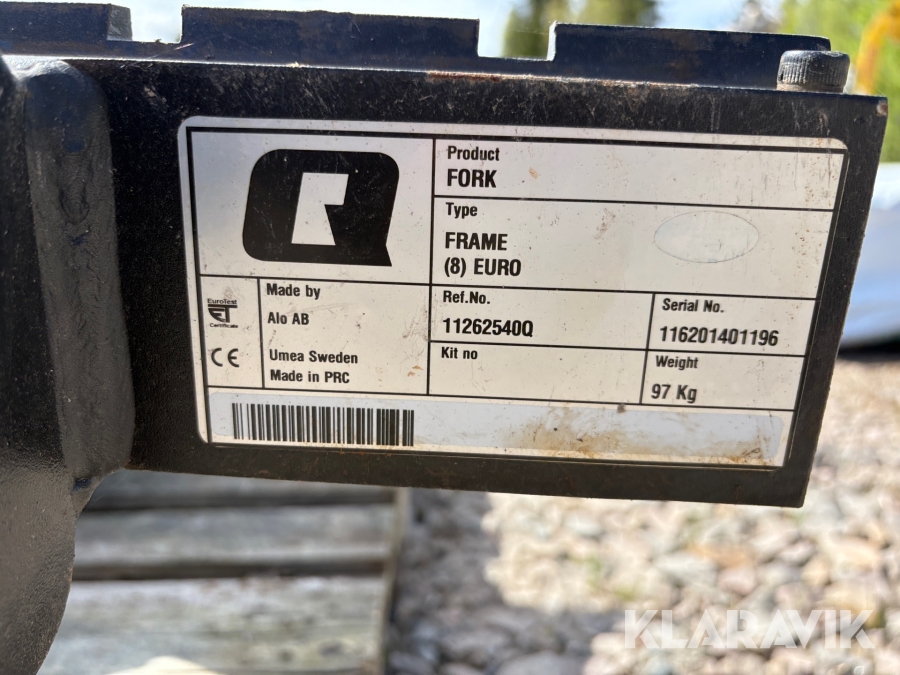 Product
FORK
Type
FRAME
(8) EURO
EuroTest
ET
Certificate
CE
Made by
Alo AB
Umea Sweden
Made in PRC
Ref.No.
11262540Q
Kit no
Serial No.
116201401196
Weight
97 Kg
KLARAVIK